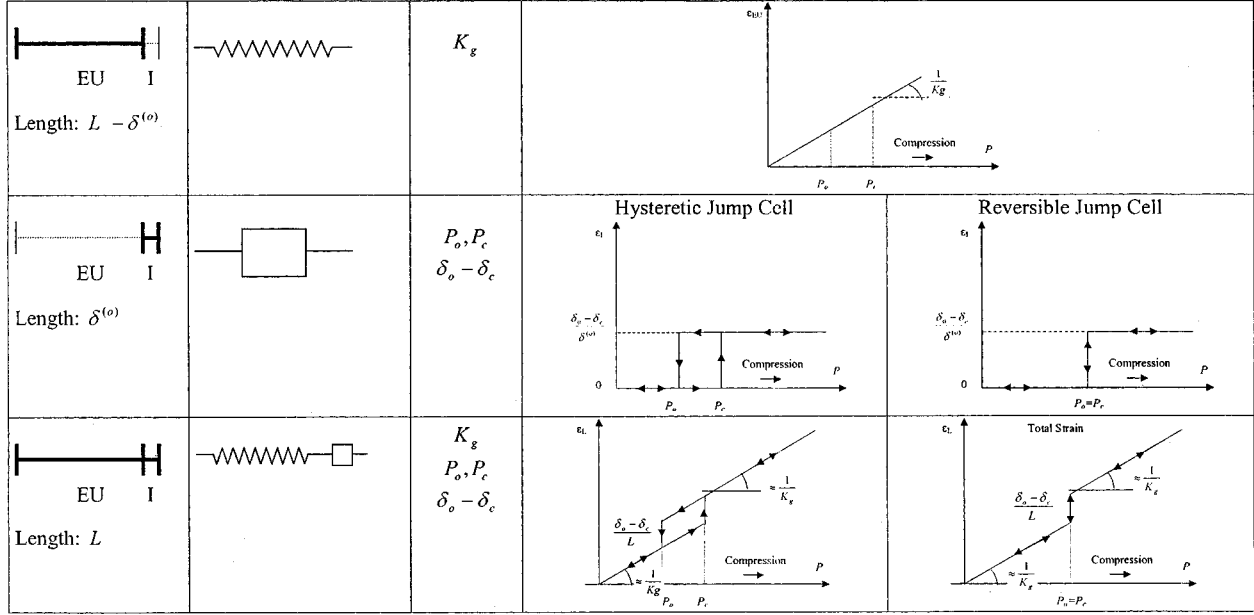 EU I
Length: L − δ⁽ᵒ⁾
K_g
ε_EU
1/Kg
Compression
P
P_o P_c
EU I
Length: δ⁽ᵒ⁾
P_o, P_c
δ_o − δ_c
Hysteretic Jump Cell
ε_I
δ_o − δ_c / δ⁽ᵒ⁾
Compression
P
0
P_o P_c
Reversible Jump Cell
ε_I
δ_o − δ_c / δ⁽ᵒ⁾
Compression
P
0
P_o=P_c
EU I
Length: L
K_g
P_o, P_c
δ_o − δ_c
ε_L
≈ 1/K_g
δ_o − δ_c / L
Compression
P
≈ 1/Kg
P_o P_c
ε_L
Total Strain
≈ 1/K_g
δ_o − δ_c / L
Compression
P
≈ 1/K_g
P_o=P_c